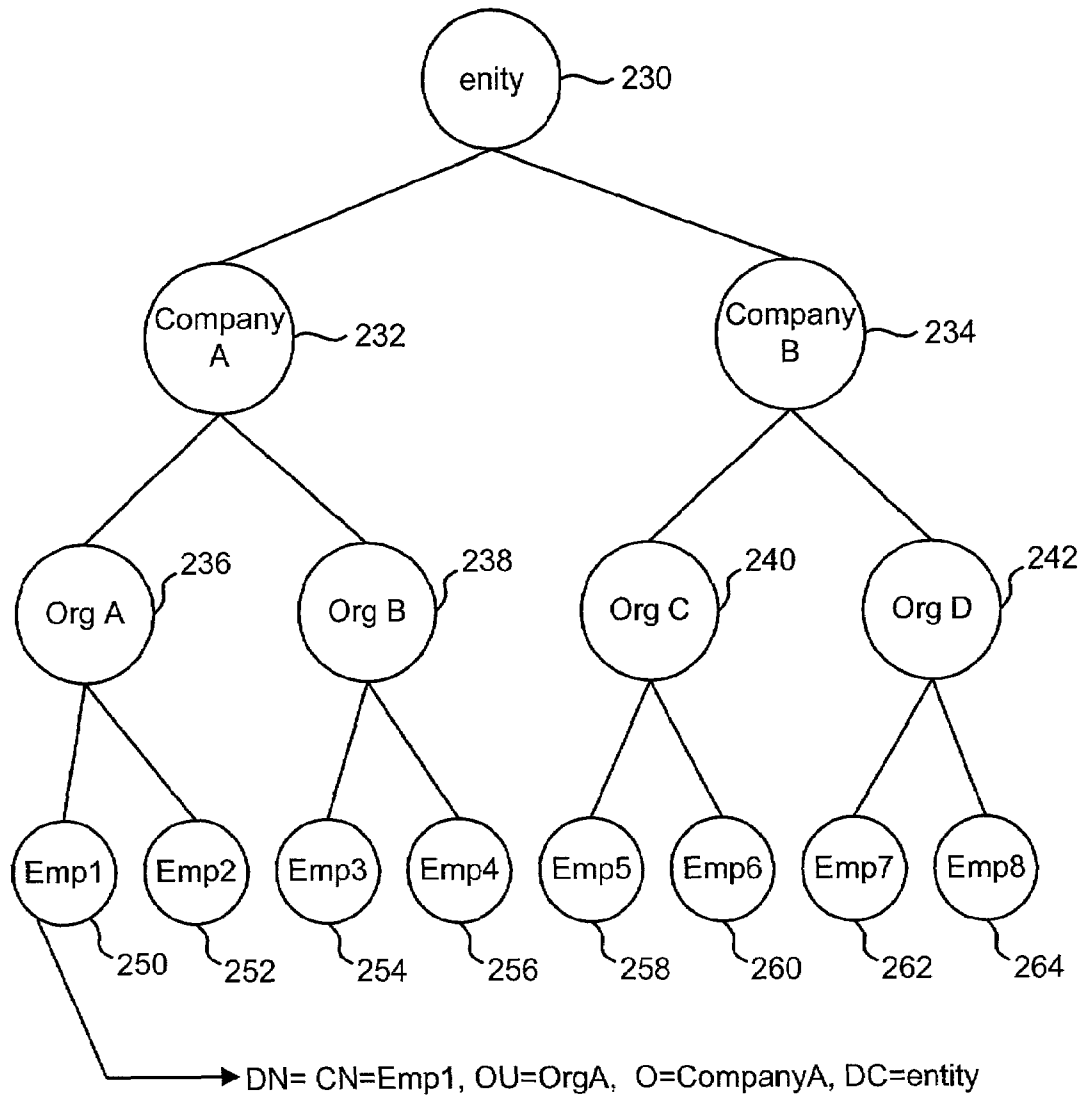 enity
230
Company
A
232
Company
B
234
Org A
236
Org B
238
Org C
240
Org D
242
Emp1
Emp2
Emp3
Emp4
Emp5
Emp6
Emp7
Emp8
250
252
254
256
258
260
262
264
DN= CN=Emp1, OU=OrgA, O=CompanyA, DC=entity